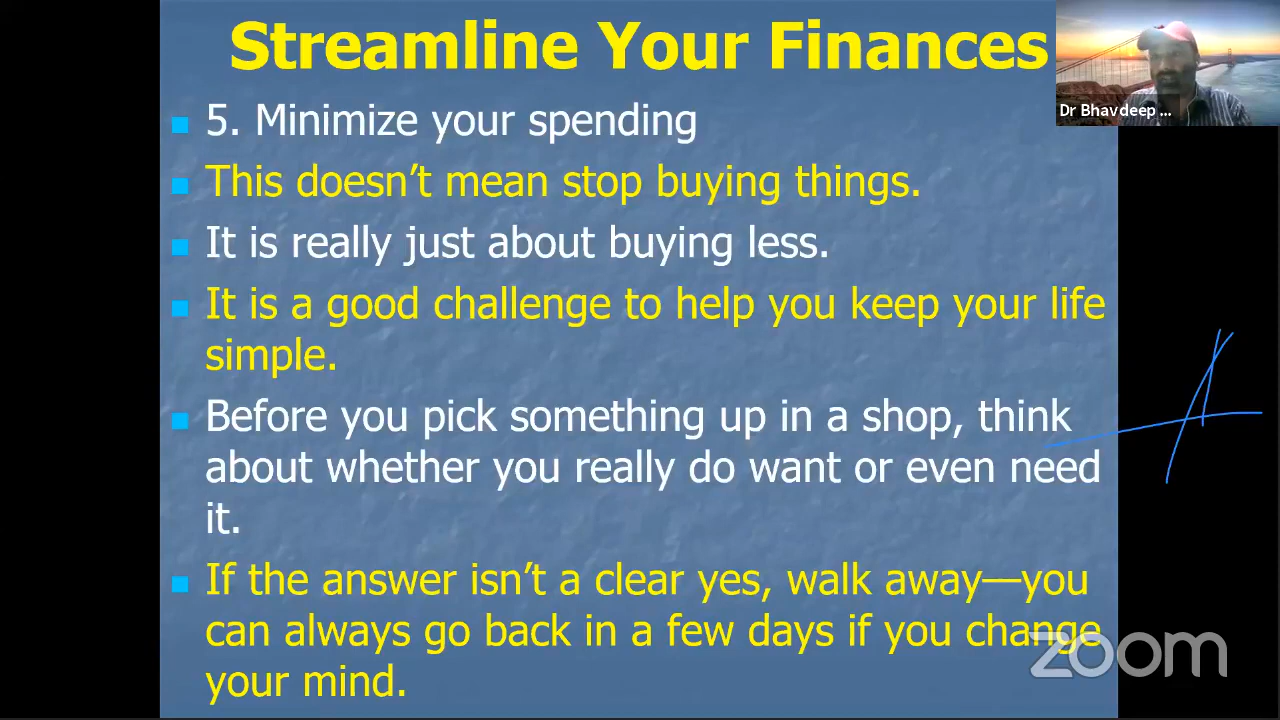 Streamline Your Finances
5. Minimize your spending
This doesn’t mean stop buying things.
It is really just about buying less.
It is a good challenge to help you keep your life
simple.
Before you pick something up in a shop, think
about whether you really do want or even need
it.
If the answer isn’t a clear yes, walk away—you
can always go back in a few days if you change
your mind.
Dr Bhavdeep ...
zoom